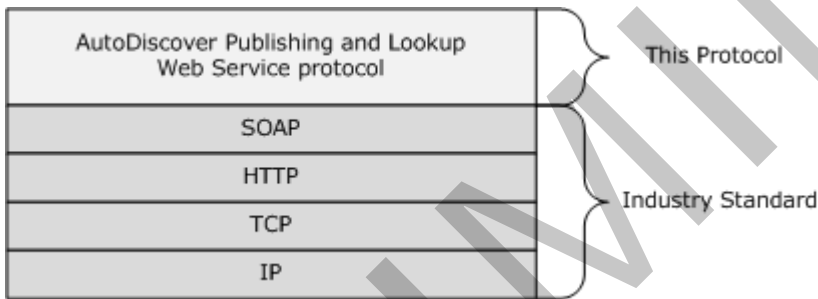 AutoDiscover Publishing and Lookup
Web Service protocol
This Protocol
SOAP
HTTP
TCP
IP
Industry Standard